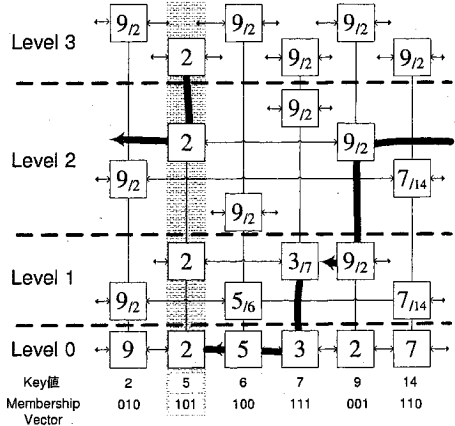 Level 3
9/2 9/2 9/2
2 9/2 9/2
9/2
Level 2
2 9/2
9/2 7/14
9/2
Level 1
2 3/7 9/2
9/2 5/6 7/14
Level 0 9 2 5 3 2 7
Key値 2 5 6 7 9 14
Membership Vector 010 101 100 111 001 110